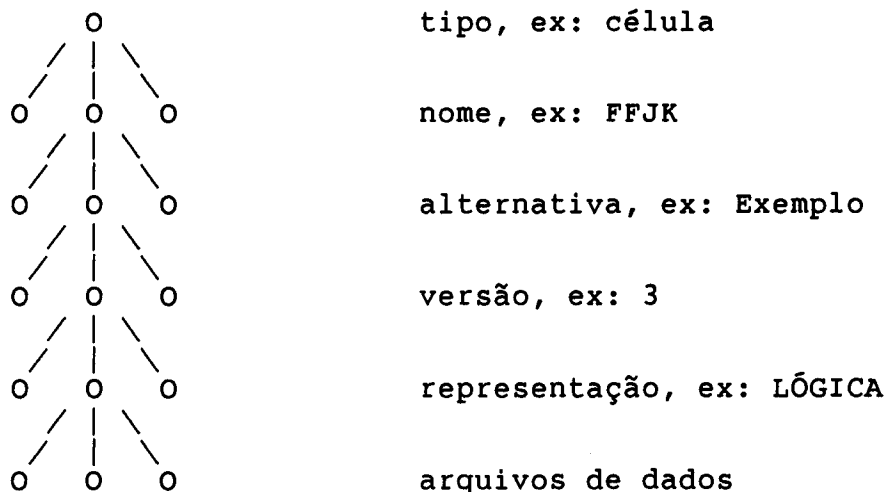 O tipo, ex: célula
O O O nome, ex: FFJK
O O O alternativa, ex: Exemplo
O O O versão, ex: 3
O O O representação, ex: LÓGICA
O O O arquivos de dados